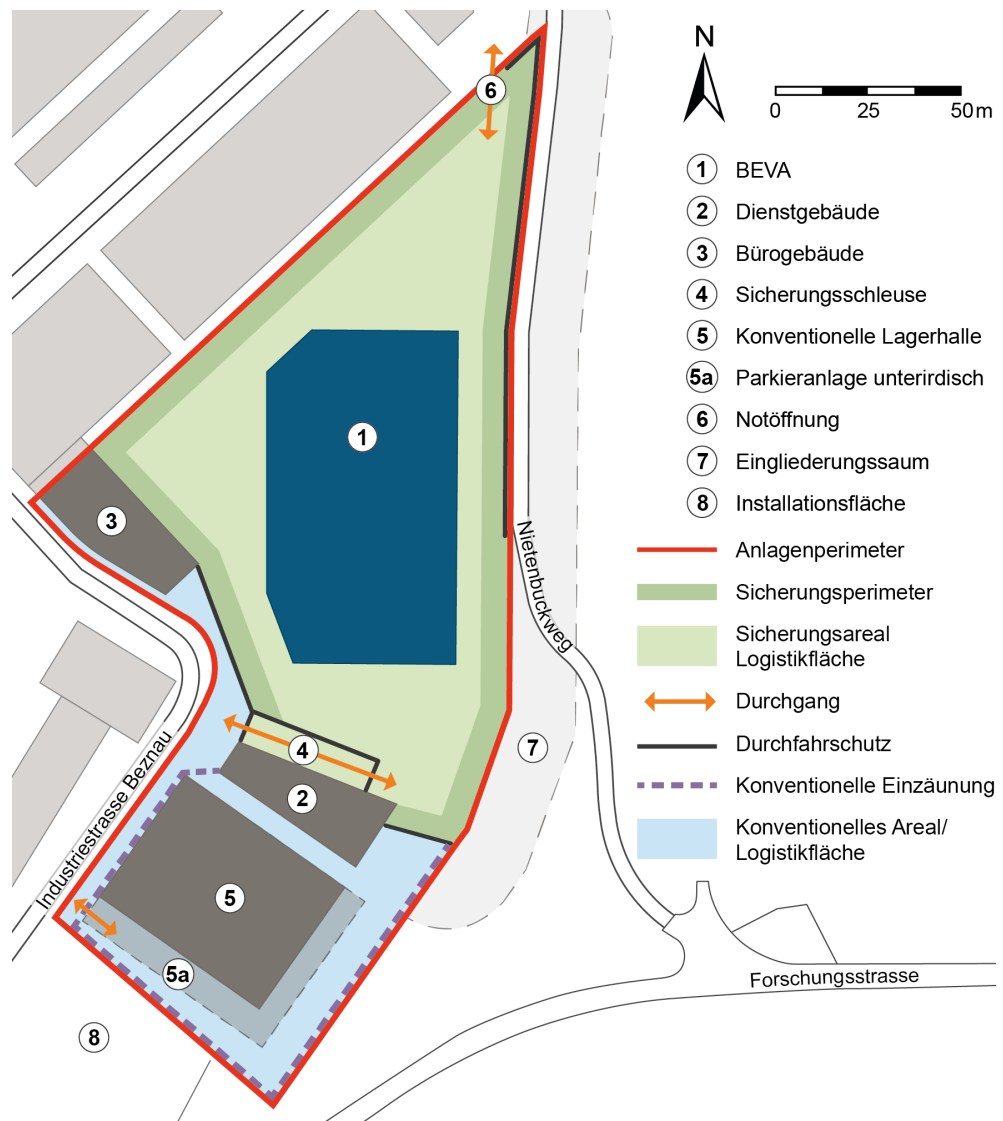 6
1
3
4
2
5
5a
7
8
Nietenbuckweg
Industriestrasse Beznau
Forschungsstrasse
N
0 25 50 m
1 BEVA
2 Dienstgebäude
3 Bürogebäude
4 Sicherungsschleuse
5 Konventionelle Lagerhalle
5a Parkieranlage unterirdisch
6 Notöffnung
7 Eingliederungssaum
8 Installationsfläche
Anlagenperimeter
Sicherungsperimeter
Sicherungsareal
Logistikfläche
Durchgang
Durchfahrschutz
Konventionelle Einzäunung
Konventionelles Areal/
Logistikfläche